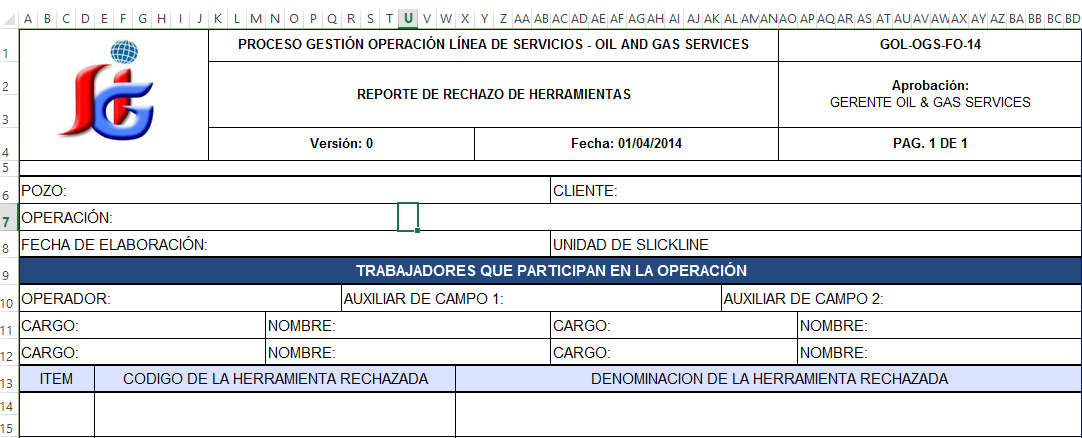 A B C D E F G H I J K L M N O P Q R S T U V W X Y Z AA AB AC AD AE AF AG AH AI AJ AK AL AM AN AO AP AQ AR AS AT AU AV AW AX AY AZ BA BB BC BD
1 PROCESO GESTIÓN OPERACIÓN LÍNEA DE SERVICIOS - OIL AND GAS SERVICES GOL-OGS-FO-14
2 REPORTE DE RECHAZO DE HERRAMIENTAS Aprobación:
GERENTE OIL & GAS SERVICES
3
4 Versión: 0 Fecha: 01/04/2014 PAG. 1 DE 1
5
6 POZO: CLIENTE:
7 OPERACIÓN:
8 FECHA DE ELABORACIÓN: UNIDAD DE SLICKLINE
9 TRABAJADORES QUE PARTICIPAN EN LA OPERACIÓN
10 OPERADOR: AUXILIAR DE CAMPO 1: AUXILIAR DE CAMPO 2:
11 CARGO: NOMBRE: CARGO: NOMBRE:
12 CARGO: NOMBRE: CARGO: NOMBRE:
13 ITEM CODIGO DE LA HERRAMIENTA RECHAZADA DENOMINACION DE LA HERRAMIENTA RECHAZADA
14
15